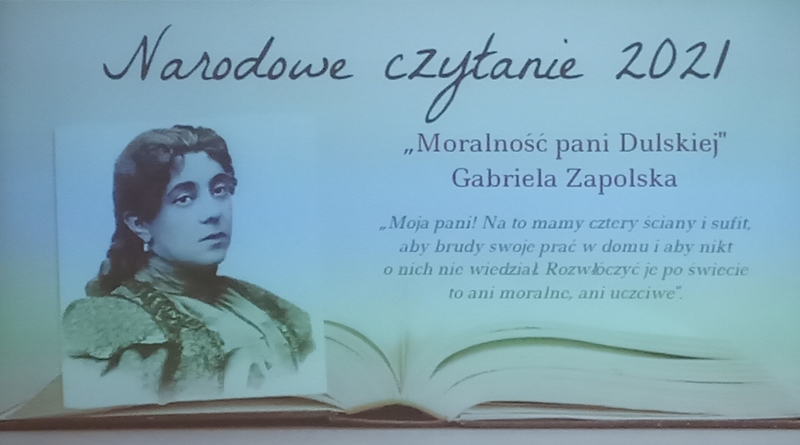 Narodowe czytanie 2021
„Moralność pani Dulskiej"
Gabriela Zapolska
„Moja pani! Na to mamy cztery ściany i sufit,
aby brudy swoje prać w domu i aby nikt
o nich nie wiedział. Rozwłóczyć je po świecie
to ani moralne, ani uczciwe".